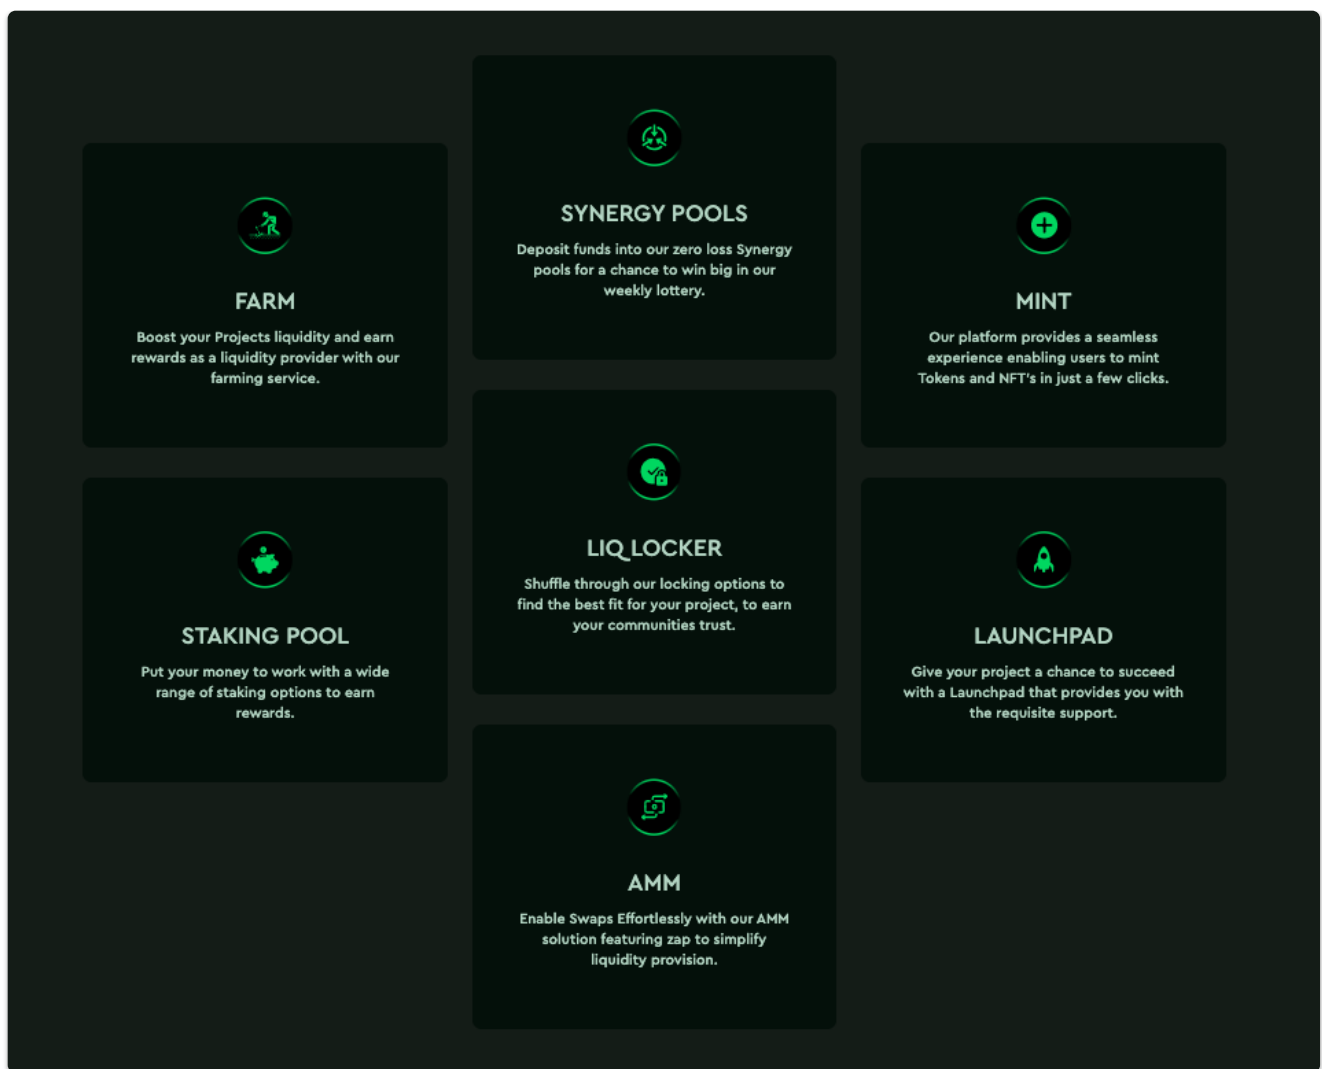 SYNERGY POOLS
Deposit funds into our zero loss Synergy
pools for a chance to win big in our
weekly lottery.
FARM
Boost your Projects liquidity and earn
rewards as a liquidity provider with our
farming service.
MINT
Our platform provides a seamless
experience enabling users to mint
Tokens and NFT's in just a few clicks.
LIQ LOCKER
Shuffle through our locking options to
find the best fit for your project, to earn
your communities trust.
STAKING POOL
Put your money to work with a wide
range of staking options to earn
rewards.
LAUNCHPAD
Give your project a chance to succeed
with a Launchpad that provides you with
the requisite support.
AMM
Enable Swaps Effortlessly with our AMM
solution featuring zap to simplify
liquidity provision.